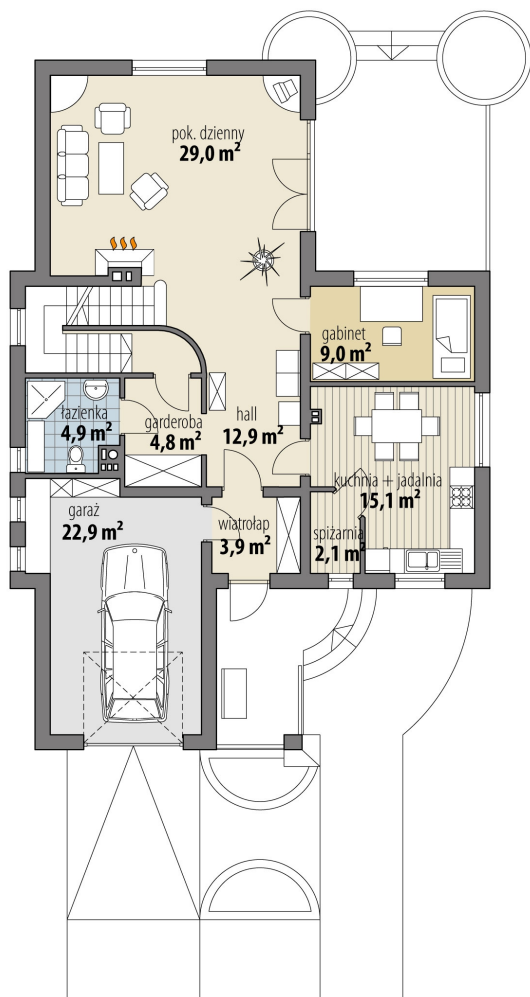 pok. dzienny
29,0 m²
gabinet
9,0 m²
łazienka
4,9 m²
garderoba
4,8 m²
hall
12,9 m²
kuchnia + jadalnia
15,1 m²
garaż
22,9 m²
wiatrołap
3,9 m²
spiżarnia
2,1 m²